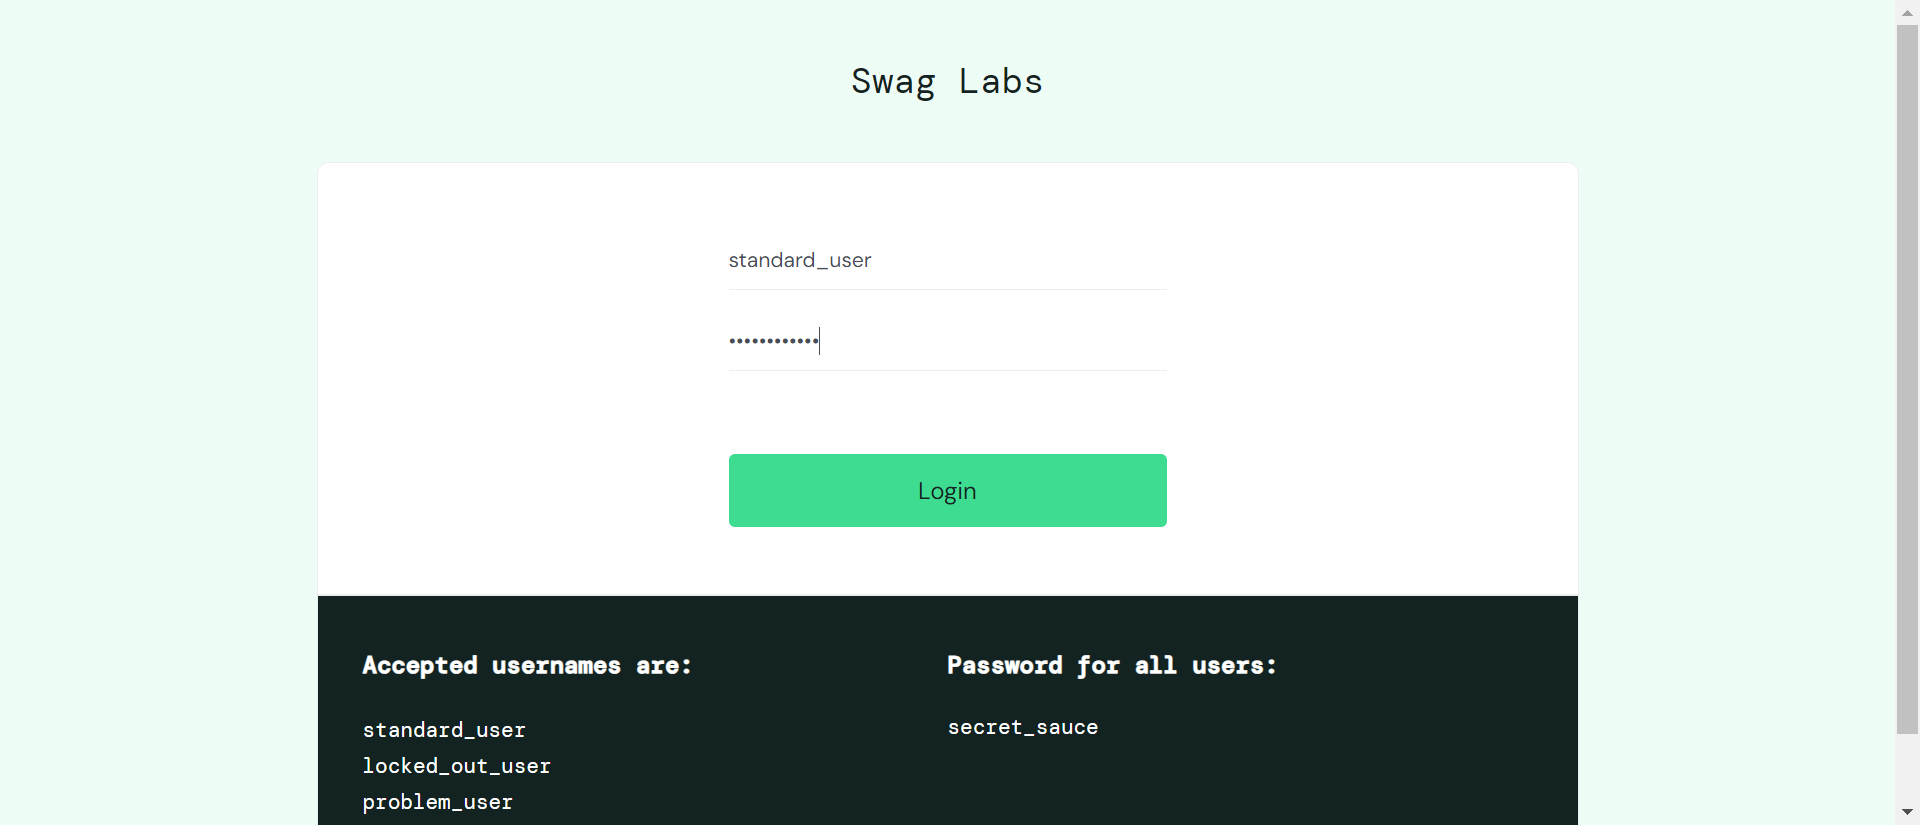 Swag Labs
standard_user
••••••••••••
Login
Accepted usernames are:
standard_user
locked_out_user
problem_user
Password for all users:
secret_sauce